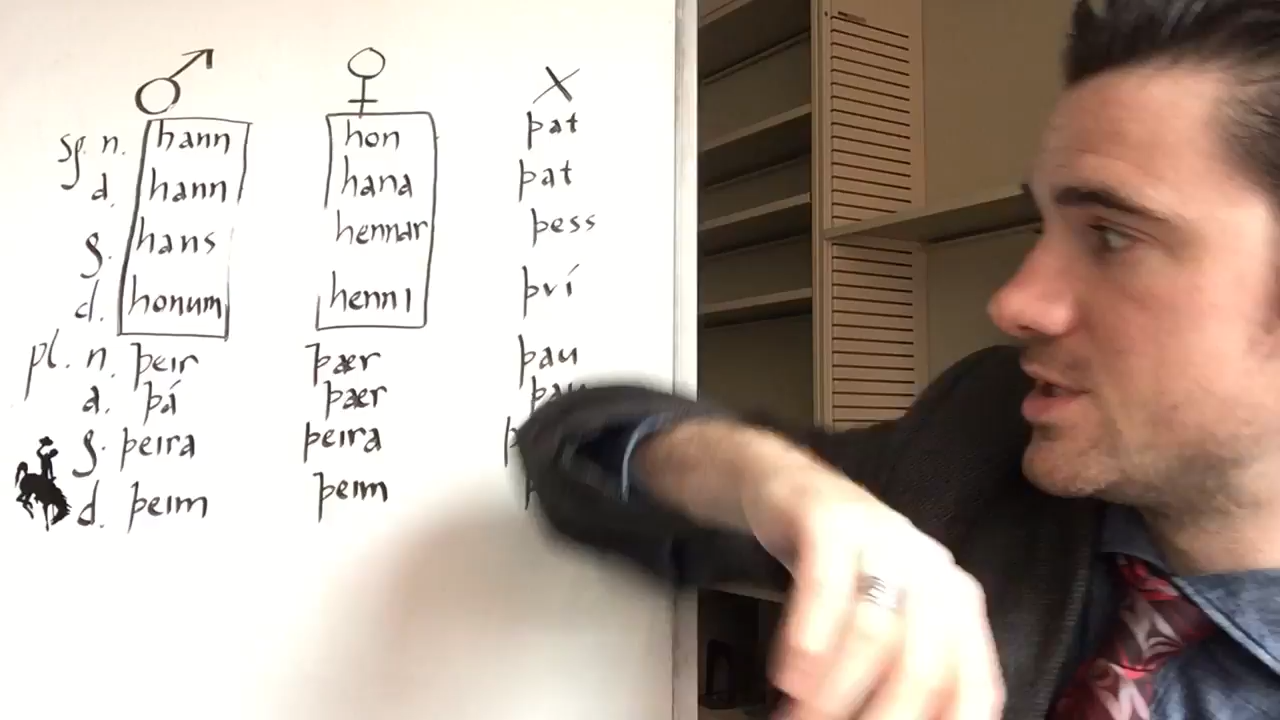 ♂ ♀ X
sg. n. hann hon þat
a. hann hana þat
g. hans hennar þess
d. honum henni því
pl. n. þeir þær þau
a. þá þær þau
g. þeira þeira
d. þeim þeim